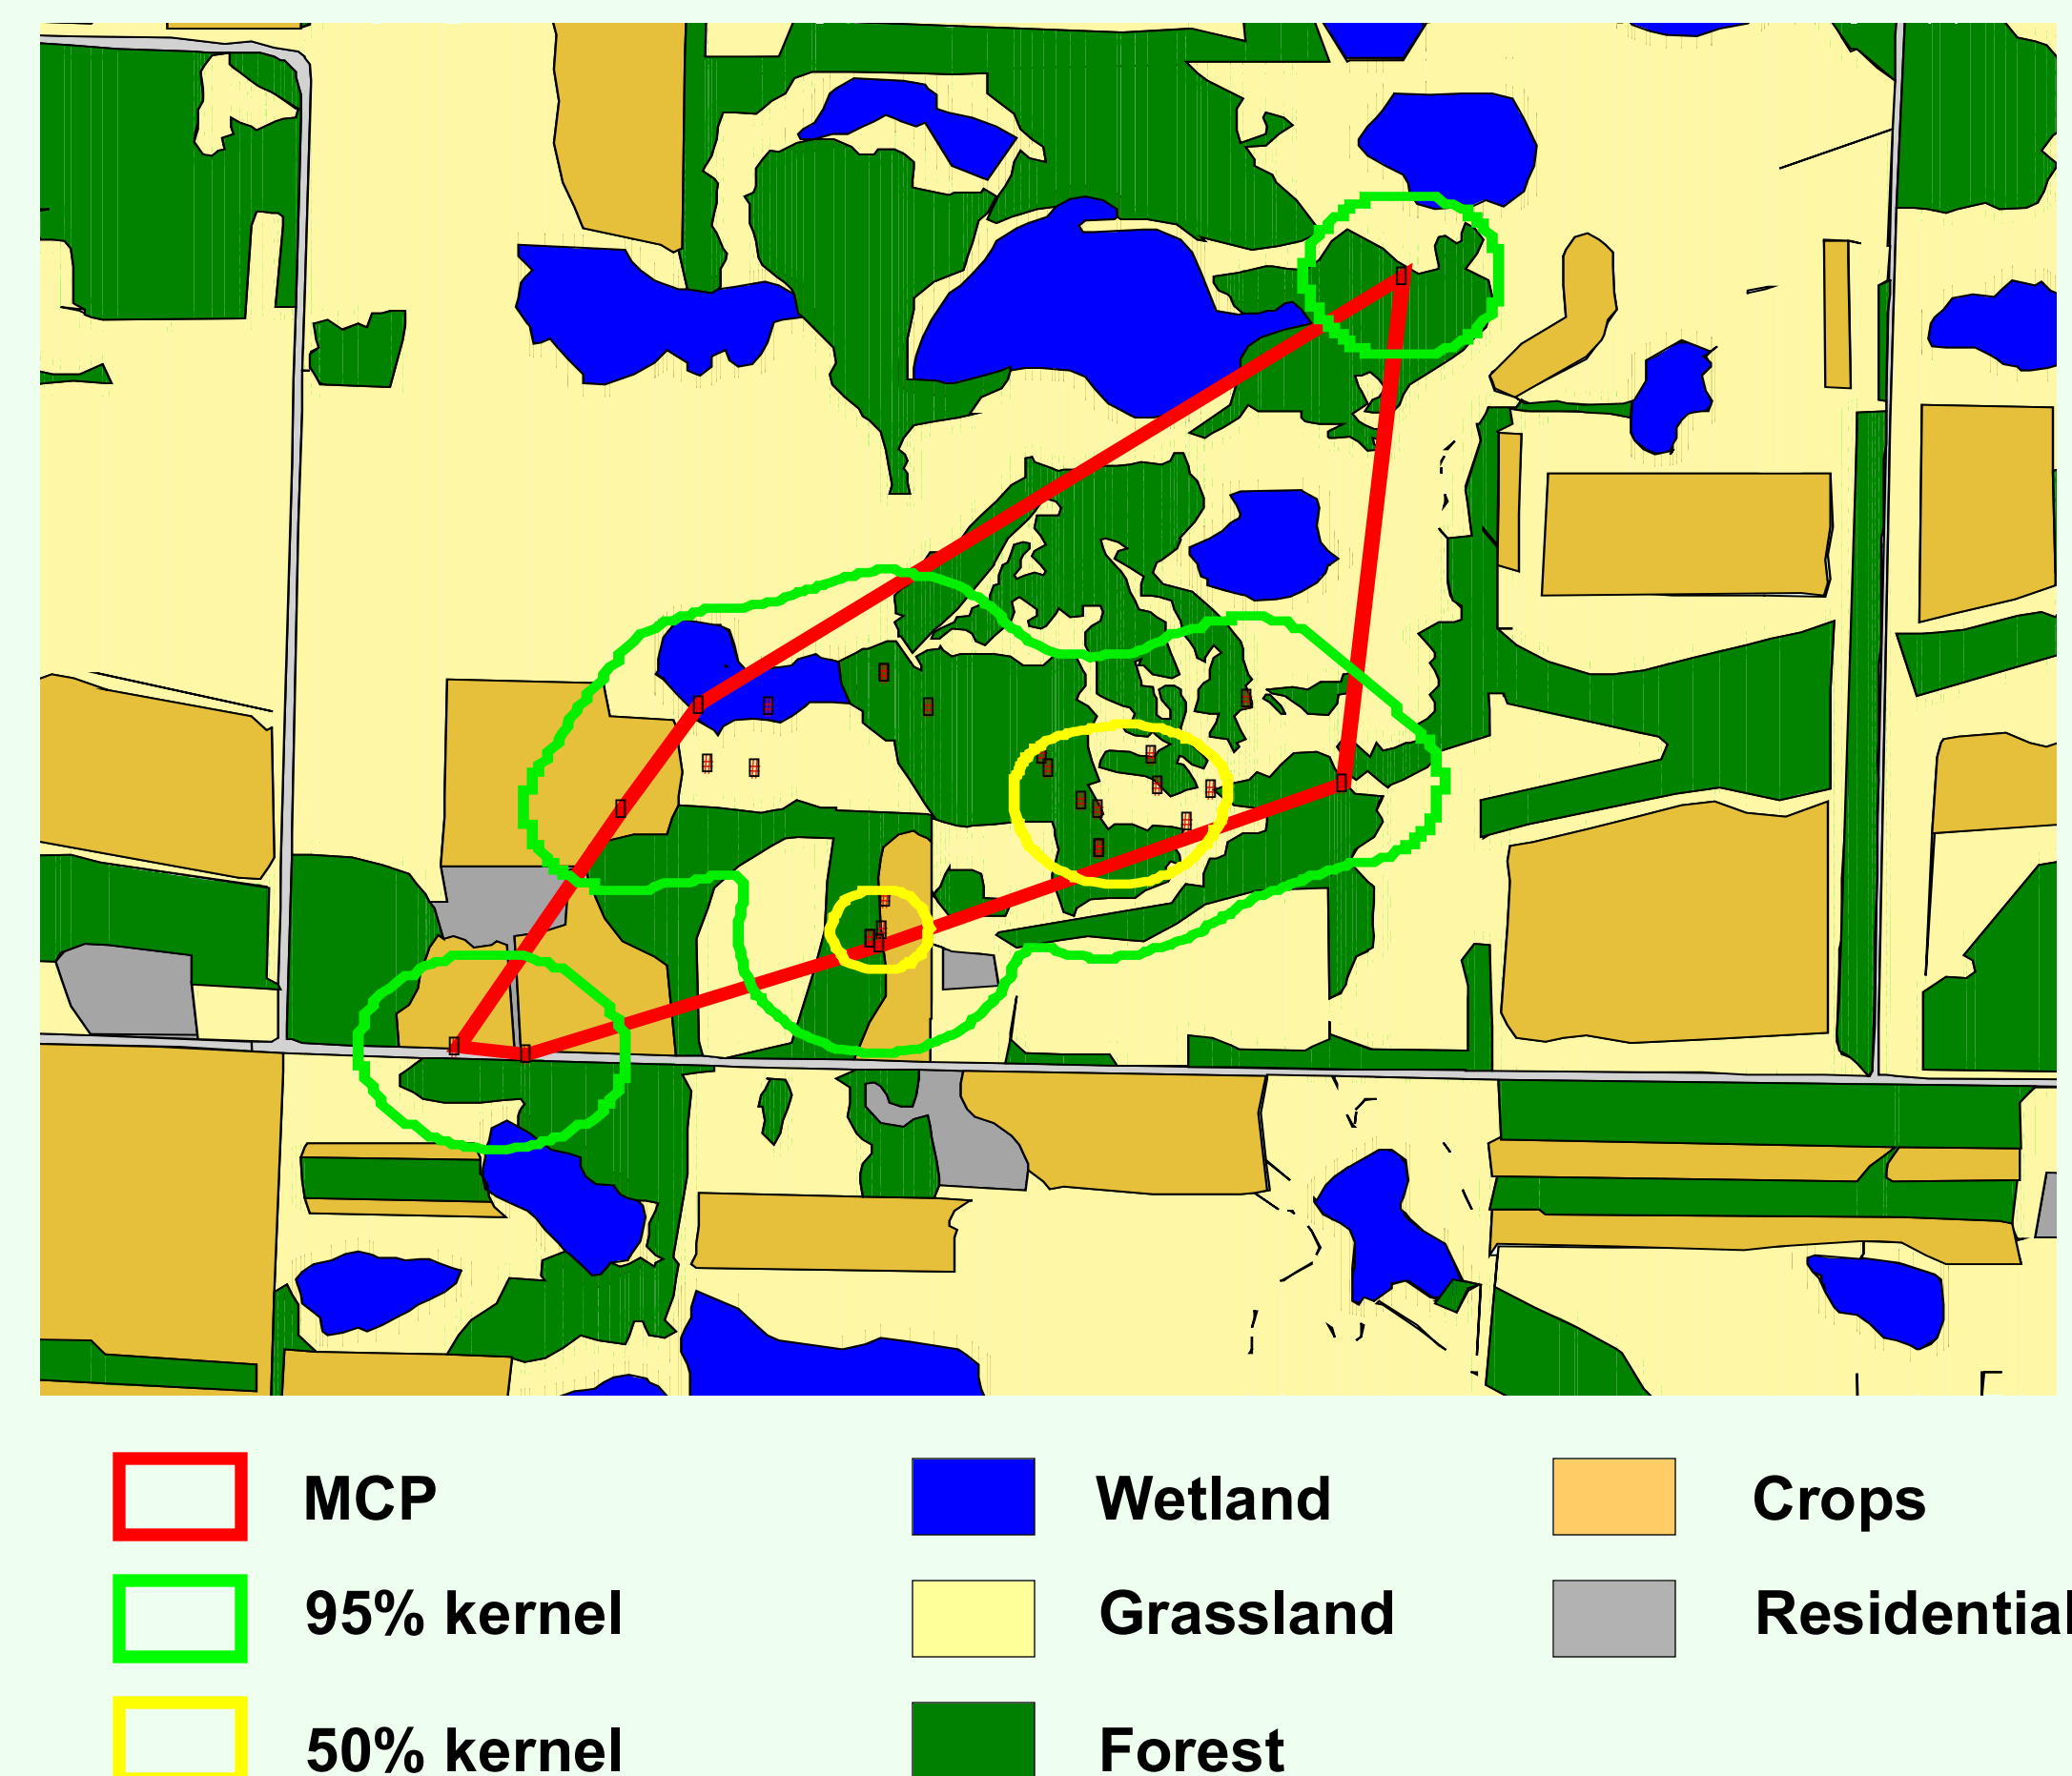 MCP
Wetland
Crops
95% kernel
Grassland
Residential
50% kernel
Forest